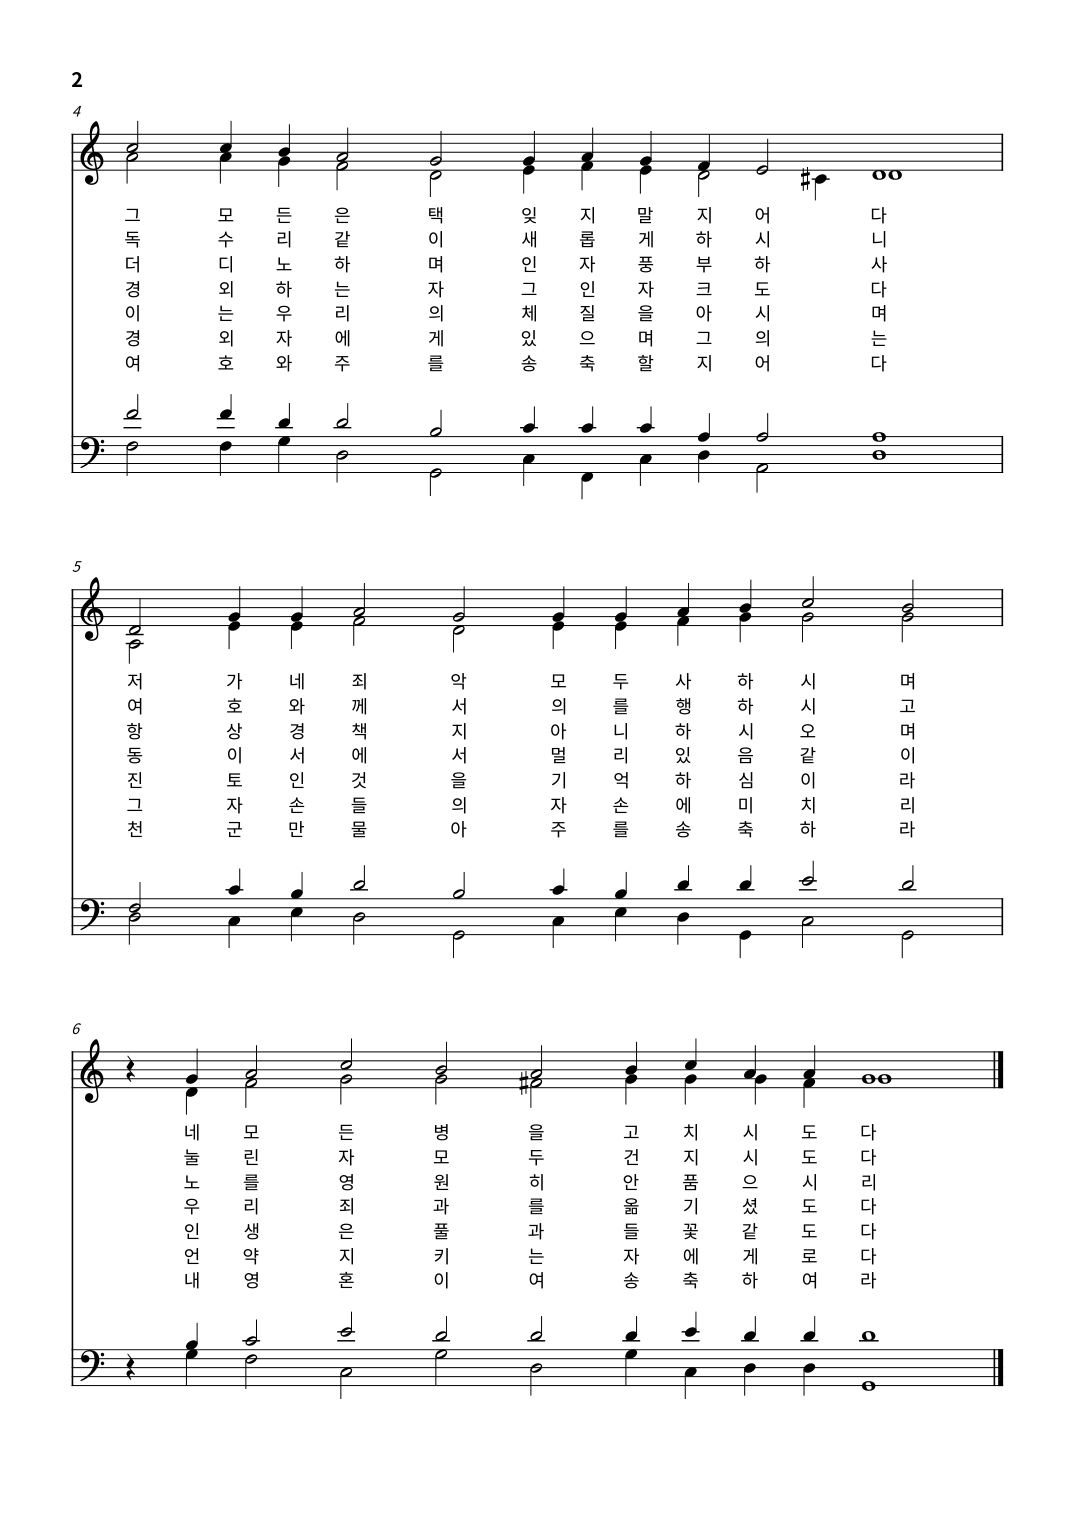 2
4
그 모 든 은 택 잊 지 말 지 어 다
독 수 리 같 이 새 롭 게 하 시 니
더 디 노 하 며 인 자 풍 부 하 사
경 외 하 는 자 그 인 자 크 도 다
이 는 우 리 의 체 질 을 아 시 며
경 외 자 에 게 있 으 며 그 의 는
여 호 와 주 를 송 축 할 지 어 다
5
저 가 네 죄 악 모 두 사 하 시 며
여 호 와 께 서 의 를 행 하 시 고
항 상 경 책 지 아 니 하 시 오 며
동 이 서 에 서 멀 리 있 음 같 이
진 토 인 것 을 기 억 하 심 이 라
그 자 손 들 의 자 손 에 미 치 리
천 군 만 물 아 주 를 송 축 하 라
6
네 모 든 병 을 고 치 시 도 다
눌 린 자 모 두 건 지 시 도 다
노 를 영 원 히 안 품 으 시 리
우 리 죄 과 를 옮 기 셨 도 다
인 생 은 풀 과 들 꽃 같 도 다
언 약 지 키 는 자 에 게 로 다
내 영 혼 이 여 송 축 하 여 라